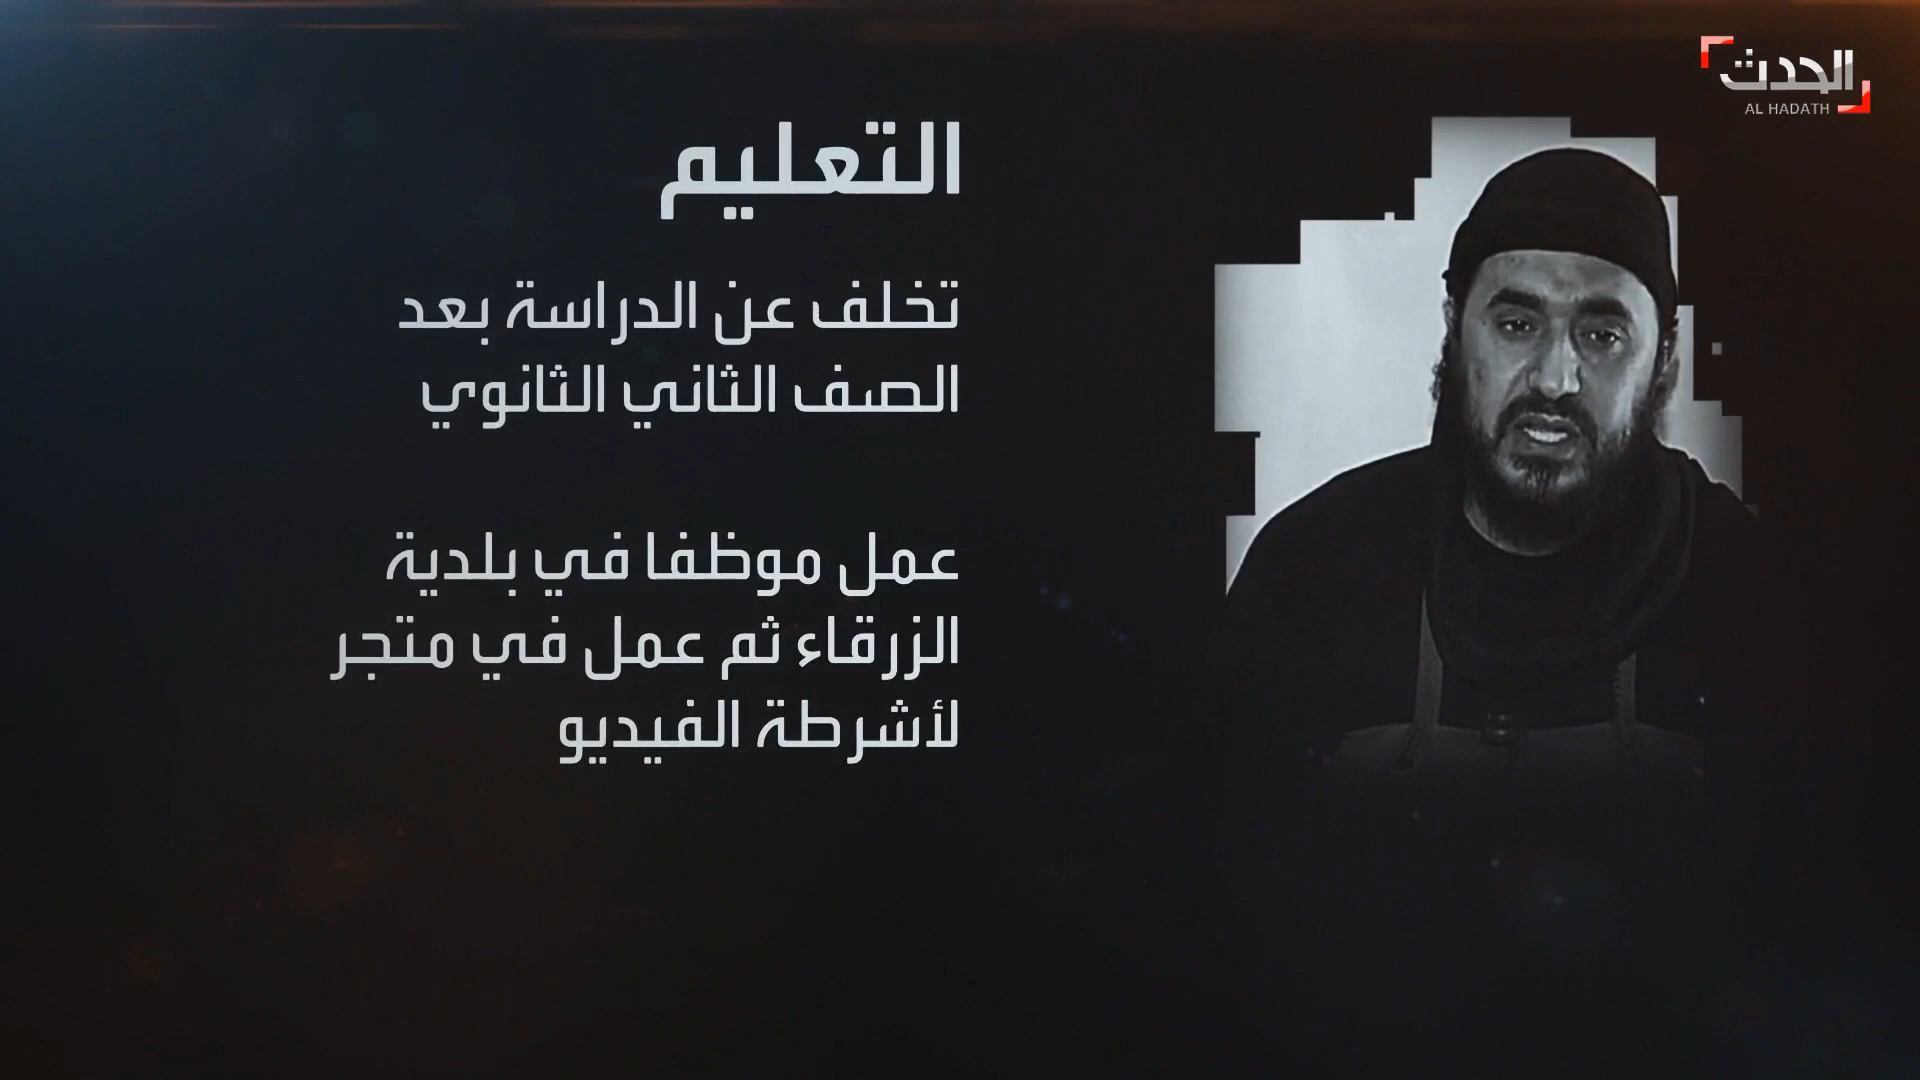 الحدث
AL HADATH
التعليم
تخلف عن الدراسة بعد
الصف الثاني الثانوي
عمل موظفا في بلدية
الزرقاء ثم عمل في متجر
لأشرطة الفيديو